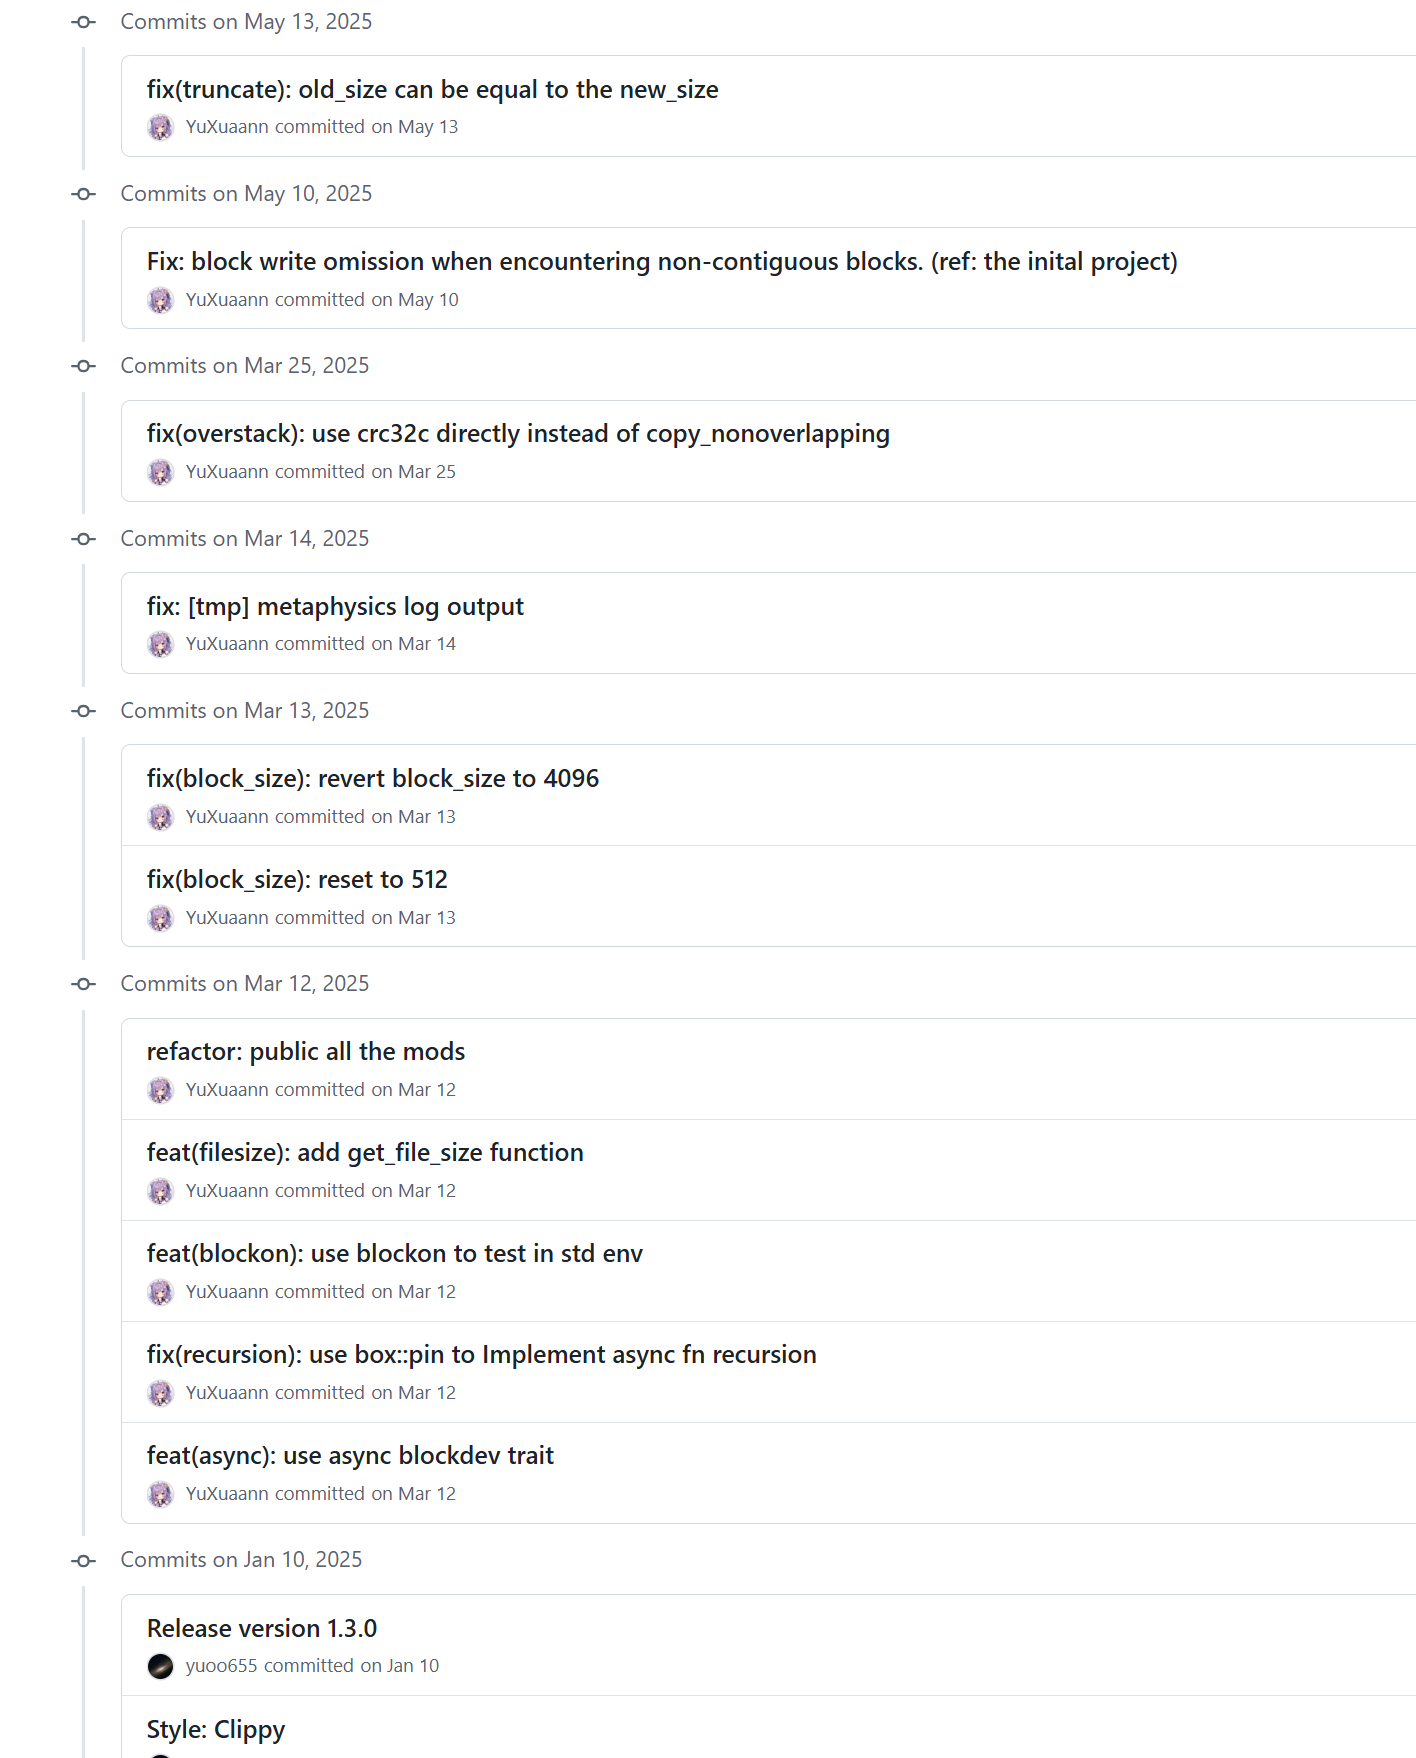 Commits on May 13, 2025
fix(truncate): old_size can be equal to the new_size
YuXuaann committed on May 13
Commits on May 10, 2025
Fix: block write omission when encountering non-contiguous blocks. (ref: the inital project)
YuXuaann committed on May 10
Commits on Mar 25, 2025
fix(overstack): use crc32c directly instead of copy_nonoverlapping
YuXuaann committed on Mar 25
Commits on Mar 14, 2025
fix: [tmp] metaphysics log output
YuXuaann committed on Mar 14
Commits on Mar 13, 2025
fix(block_size): revert block_size to 4096
YuXuaann committed on Mar 13
fix(block_size): reset to 512
YuXuaann committed on Mar 13
Commits on Mar 12, 2025
refactor: public all the mods
YuXuaann committed on Mar 12
feat(filesize): add get_file_size function
YuXuaann committed on Mar 12
feat(blockon): use blockon to test in std env
YuXuaann committed on Mar 12
fix(recursion): use box::pin to Implement async fn recursion
YuXuaann committed on Mar 12
feat(async): use async blockdev trait
YuXuaann committed on Mar 12
Commits on Jan 10, 2025
Release version 1.3.0
yuoo655 committed on Jan 10
Style: Clippy